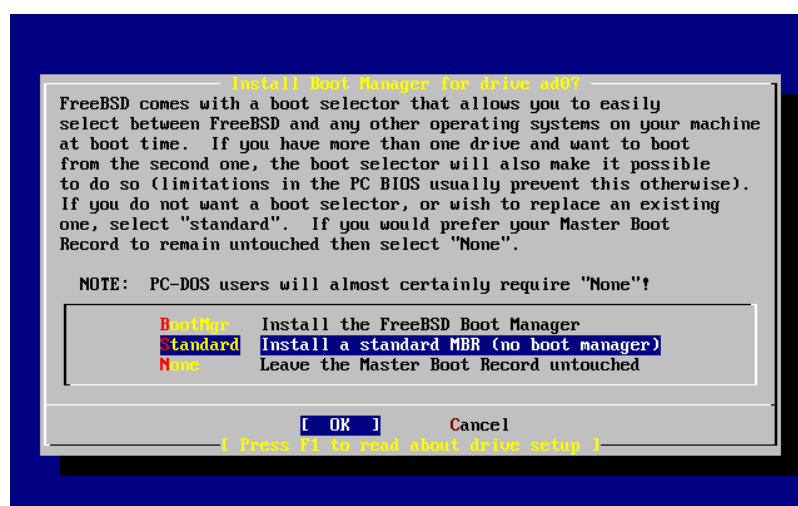 Install Boot Manager for drive ad0?
FreeBSD comes with a boot selector that allows you to easily
select between FreeBSD and any other operating systems on your machine
at boot time.  If you have more than one drive and want to boot
from the second one, the boot selector will also make it possible
to do so (limitations in the PC BIOS usually prevent this otherwise).
If you do not want a boot selector, or wish to replace an existing
one, select "standard".  If you would prefer your Master Boot
Record to remain untouched then select "None".
NOTE:  PC-DOS users will almost certainly require "None"!
BootMgr   Install the FreeBSD Boot Manager
Standard  Install a standard MBR (no boot manager)
None      Leave the Master Boot Record untouched
[  OK  ]       Cancel
[ Press F1 to read about drive setup ]